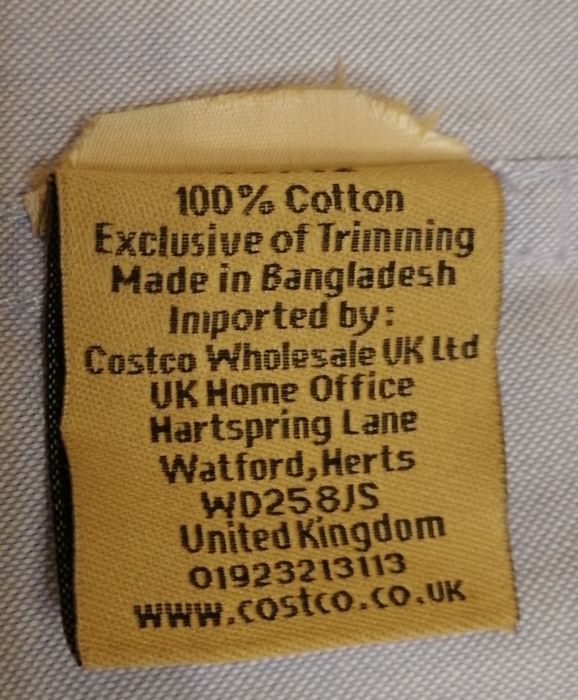 100% Cotton
Exclusive of Trimming
Made in Bangladesh
Imported by:
Costco Wholesale UK Ltd
UK Home Office
Hartspring Lane
Watford,Herts
WD258JS
United Kingdom
01923213113
www.costco.co.UK